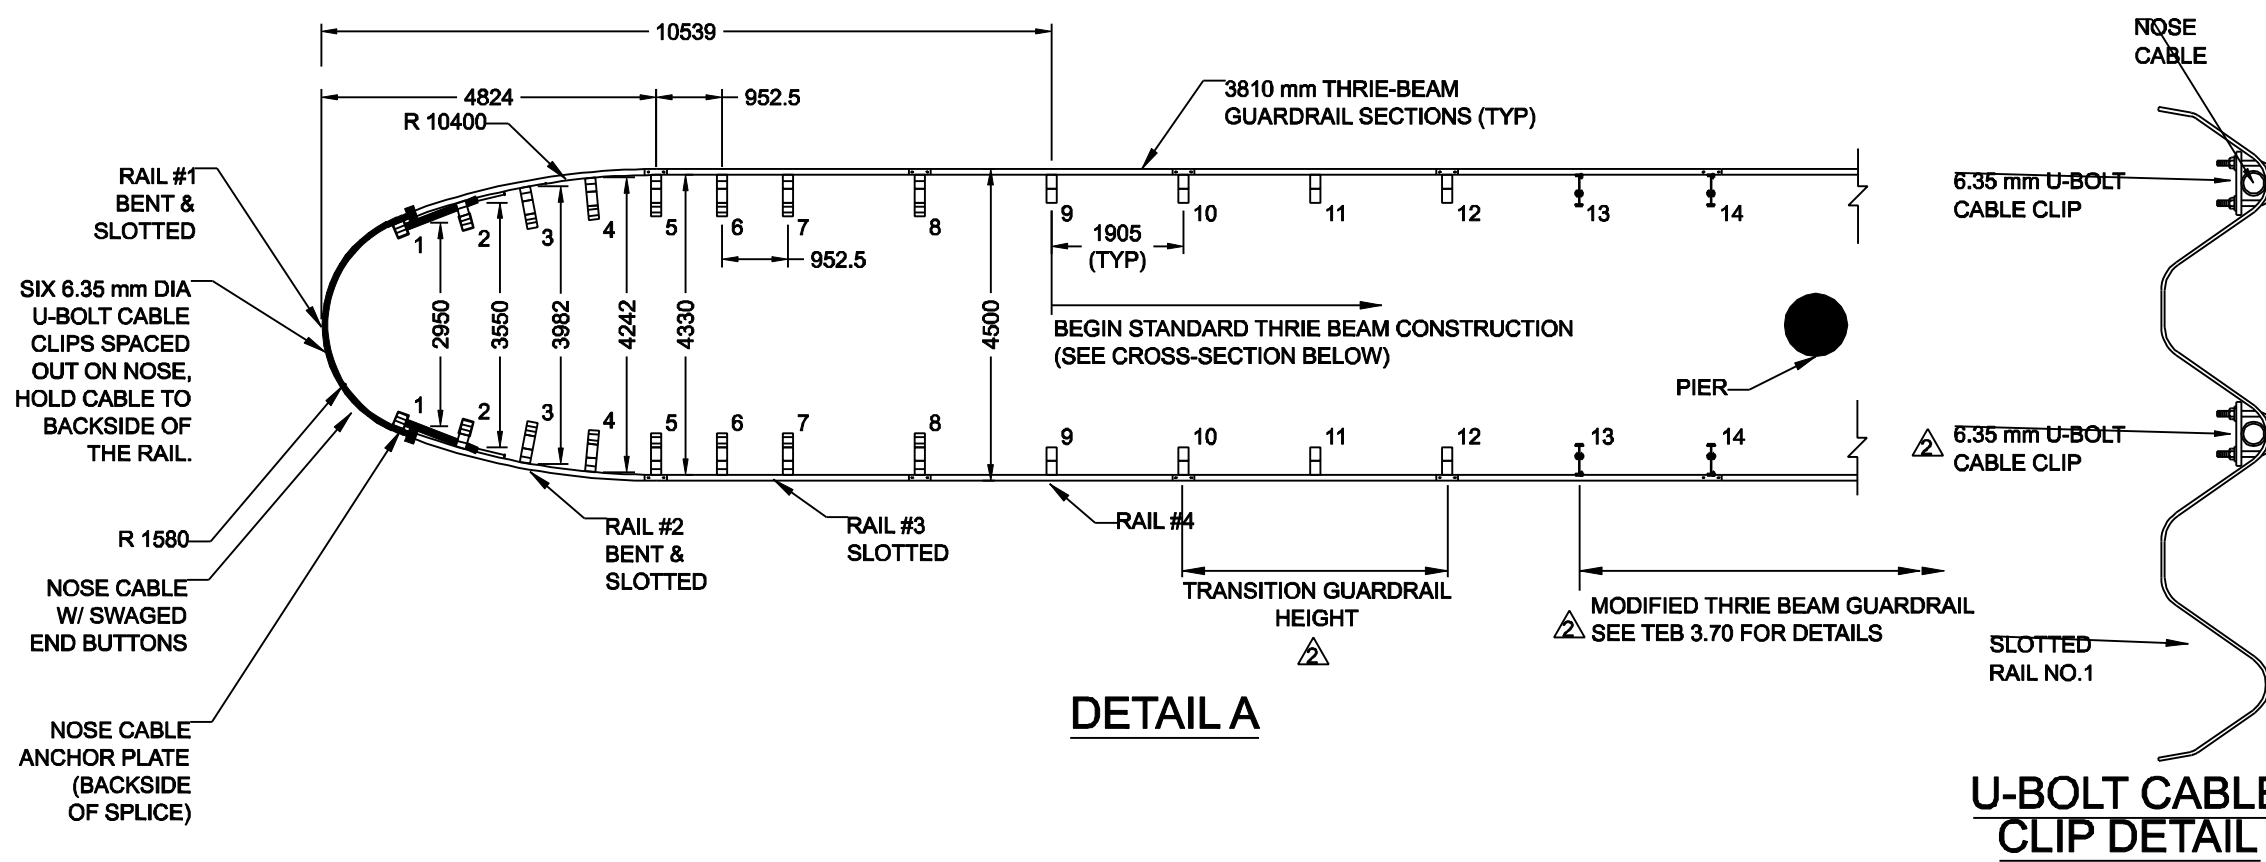 10539
4824
952.5
R 10400
3810 mm THRIE-BEAM
GUARDRAIL SECTIONS (TYP)
NOSE
CABLE
RAIL #1
BENT &
SLOTTED
6.35 mm U-BOLT
CABLE CLIP
1
2
3
4
5
6
7
8
9
10
11
12
13
14
1905
(TYP)
952.5
SIX 6.35 mm DIA
U-BOLT CABLE
CLIPS SPACED
OUT ON NOSE,
HOLD CABLE TO
BACKSIDE OF
THE RAIL.
2950
3550
3982
4242
4330
4500
BEGIN STANDARD THRIE BEAM CONSTRUCTION
(SEE CROSS-SECTION BELOW)
PIER
1
2
3
4
5
6
7
8
9
10
11
12
13
14
2
6.35 mm U-BOLT
CABLE CLIP
R 1580
RAIL #2
BENT &
SLOTTED
RAIL #3
SLOTTED
RAIL #4
NOSE CABLE
W/ SWAGED
END BUTTONS
TRANSITION GUARDRAIL
HEIGHT
2
2
MODIFIED THRIE BEAM GUARDRAIL
SEE TEB 3.70 FOR DETAILS
SLOTTED
RAIL NO.1
NOSE CABLE
ANCHOR PLATE
(BACKSIDE
OF SPLICE)
DETAIL A
U-BOLT CABLE
CLIP DETAIL